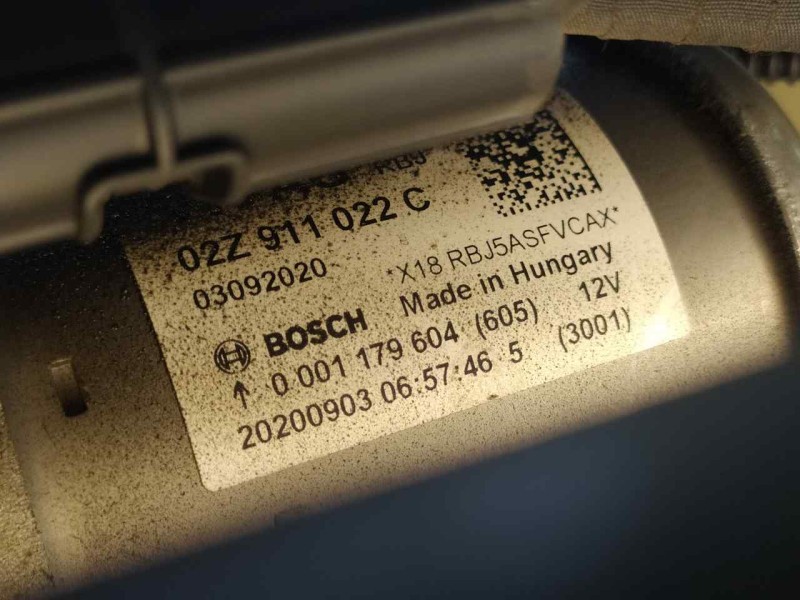 RBJ
02Z 911 022 C
03092020
*X18 RBJ5ASFVCAX*
BOSCH
Made in Hungary
↑ 0 001 179 604 (605) 12V
20200903 06:57:46 5 (3001)